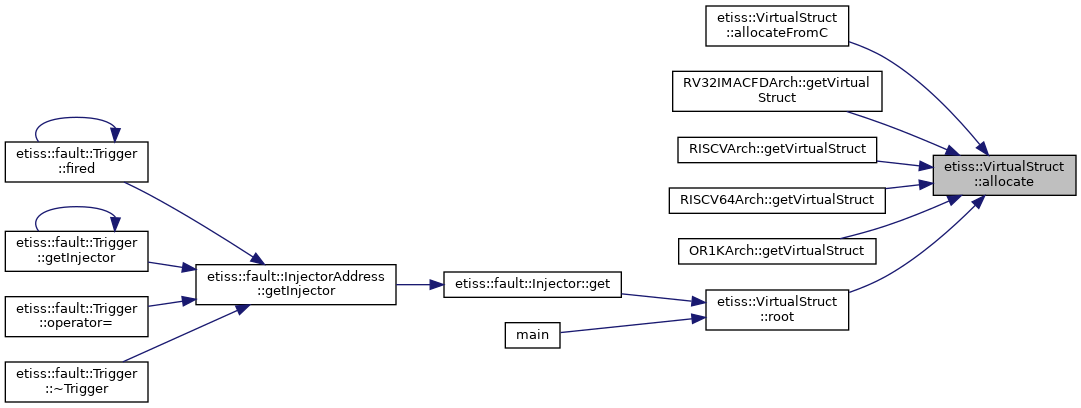 etiss::VirtualStruct
::allocateFromC
RV32IMACFDArch::getVirtual
Struct
etiss::fault::Trigger
::fired
RISCVArch::getVirtualStruct
etiss::VirtualStruct
::allocate
RISCV64Arch::getVirtualStruct
etiss::fault::Trigger
::getInjector
OR1KArch::getVirtualStruct
etiss::fault::InjectorAddress
::getInjector
etiss::fault::Injector::get
etiss::fault::Trigger
::operator=
etiss::VirtualStruct
::root
main
etiss::fault::Trigger
::~Trigger